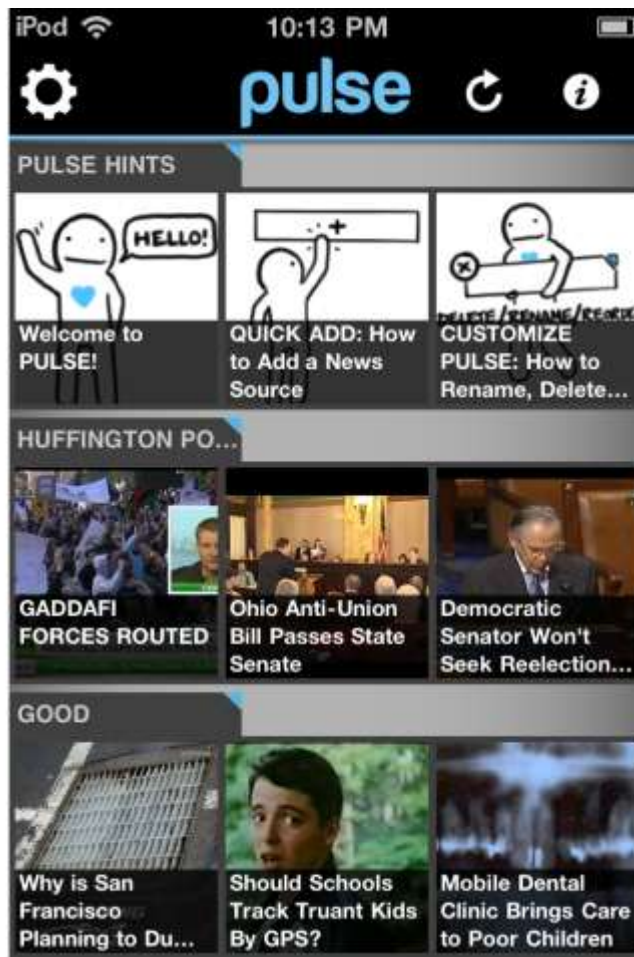 iPod 10:13 PM
pulse
PULSE HINTS
HELLO!
+
DELETE/RENAME/REORDE
Welcome to
PULSE!
QUICK ADD: How
to Add a News
Source
CUSTOMIZE
PULSE: How to
Rename, Delete...
HUFFINGTON PO...
GADDAFI
FORCES ROUTED
Ohio Anti-Union
Bill Passes State
Senate
Democratic
Senator Won't
Seek Reelection...
GOOD
Why is San
Francisco
Planning to Du...
Should Schools
Track Truant Kids
By GPS?
Mobile Dental
Clinic Brings Care
to Poor Children